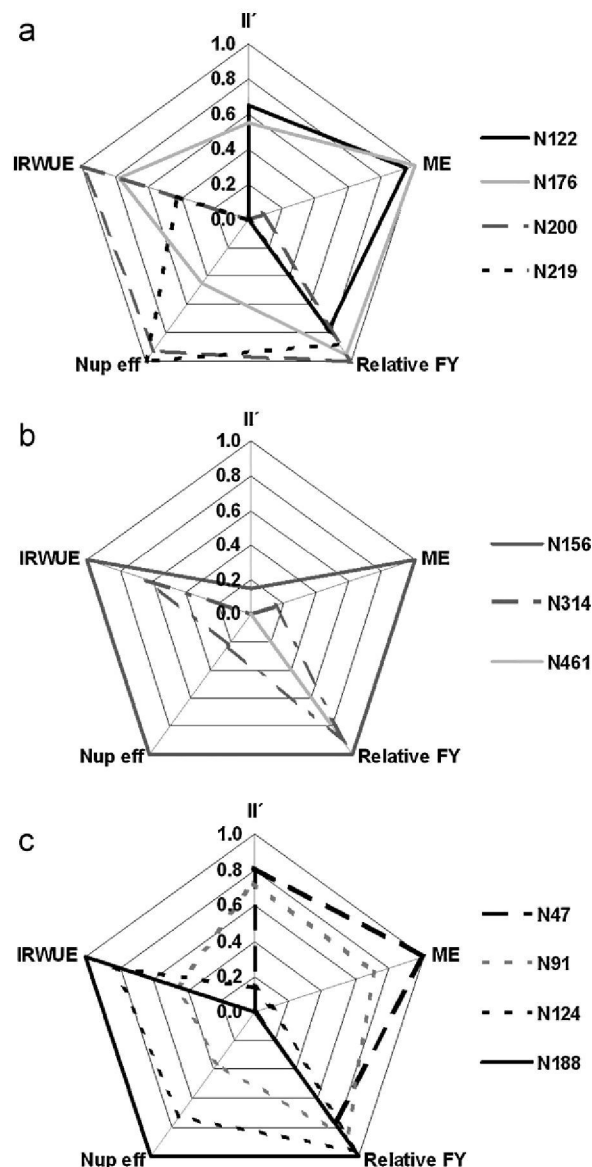 a
II´
1.0
0.8
0.6
0.4
0.2
0.0
IRWUE
ME
Nup eff
Relative FY
N122
N176
N200
N219
b
II´
1.0
0.8
0.6
0.4
0.2
0.0
IRWUE
ME
Nup eff
Relative FY
N156
N314
N461
c
II´
1.0
0.8
0.6
0.4
0.2
0.0
IRWUE
ME
Nup eff
Relative FY
N47
N91
N124
N188